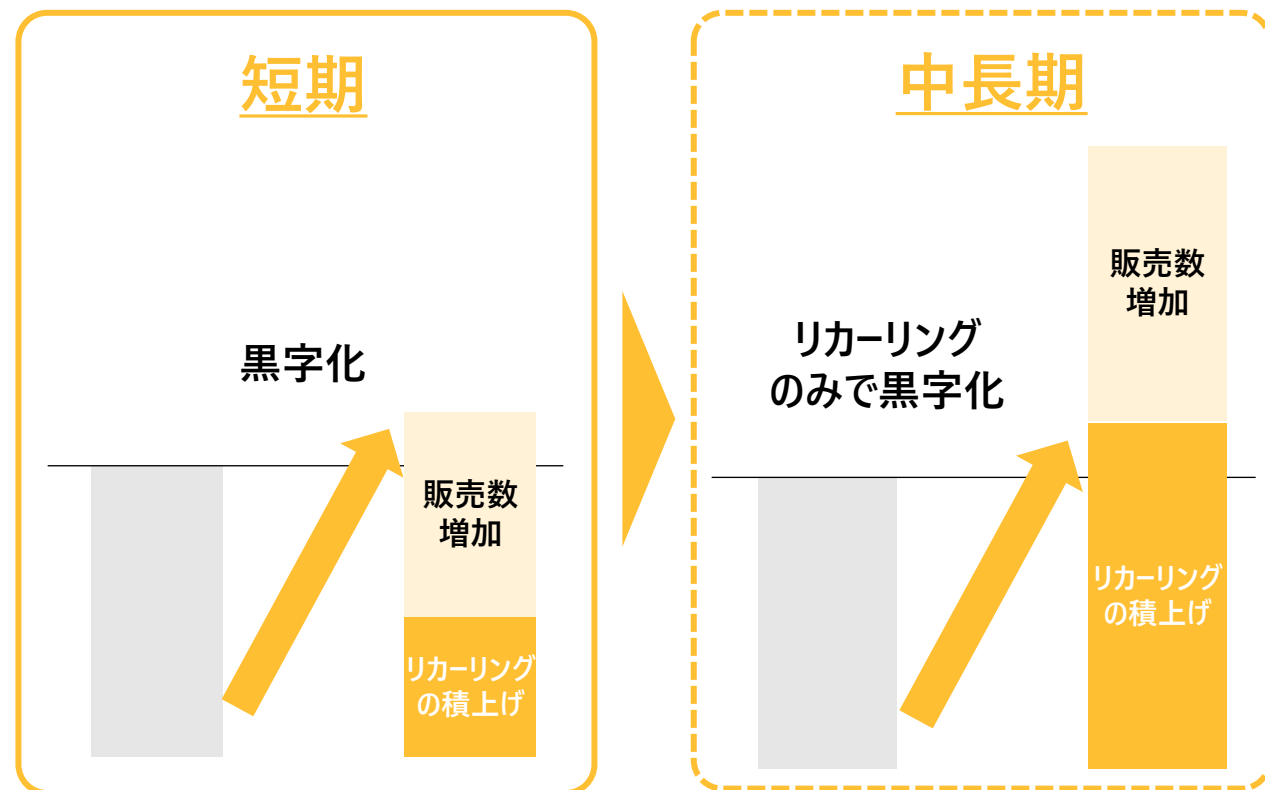 短期
黒字化
販売数
増加
リカーリング
の積上げ
中長期
リカーリング
のみで黒字化
販売数
増加
リカーリング
の積上げ